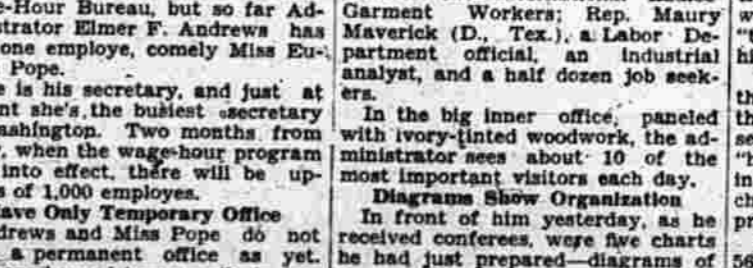 e-Hour Bureau, but so far Ad-
strator Elmer F. Andrews has
one employe, comely Miss Eu-
Pope.
e is his secretary, and just at
nt she's the busiest secretary
ashington. Two months from
, when the wage-hour program
into effect, there will be up-
s of 1,000 employes.
ave Only Temporary Office
drews and Miss Pope do not
a permanent office as yet.
Garment Workers; Rep. Maury
Maverick (D., Tex.), a Labor De-
partment official, an industrial
analyst, and a half dozen job seek-
ers.
In the big inner office, paneled
with ivory-tinted woodwork, the ad-
ministrator sees about 10 of the
most important visitors each day.
Diagrams Show Organization
In front of him yesterday, as he
received conferees, were five charts
he had just prepared—diagrams of